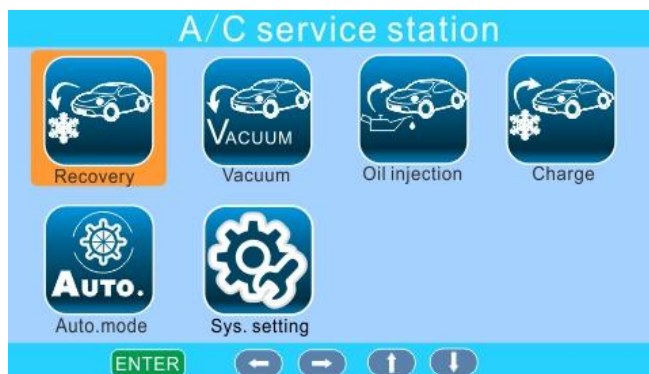 A/C service station
VACUUM
Recovery Vacuum Oil injection Charge
AUTO.
Auto.mode Sys. setting
ENTER